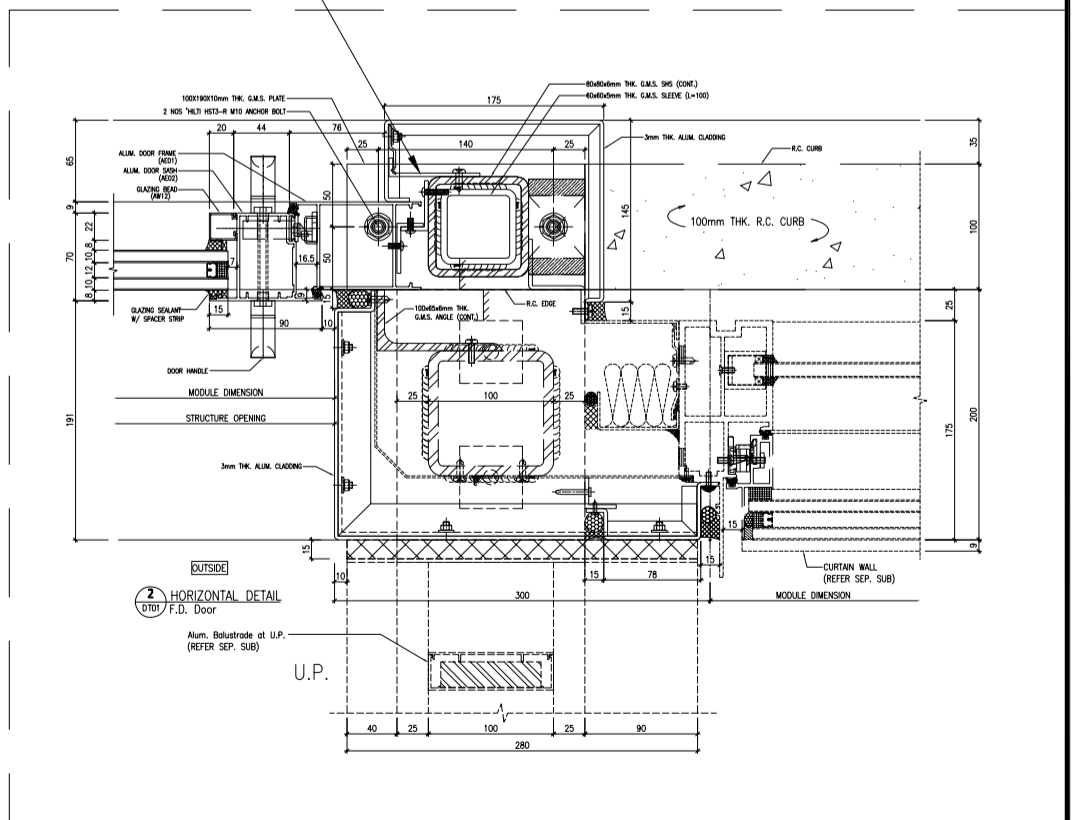 80x80x6mm THK. G.M.S. SHS (CONT.)
60x60x5mm THK. G.M.S. SLEEVE (L=100)
100X190X10mm THK. G.M.S. PLATE
2 NOS 'HILTI HST3-R M10 ANCHOR BOLT
175
20 44 76
25 140 25
3mm THK. ALUM. CLADDING
R.C. CURB
35
65
ALUM. DOOR FRAME
(AE01)
ALUM. DOOR SASH
(AE02)
GLAZING BEAD
(AW12)
50
145
100mm THK. R.C. CURB
100
9
22
70
8
10
12
10
8
7
16.5
50
9
15
GLAZING SEALANT
W/ SPACER STRIP
15
90
10
R.C. EDGE
100x65x6mm THK.
G.M.S. ANGLE (CONT.)
15
25
DOOR HANDLE
MODULE DIMENSION
STRUCTURE OPENING
25 100 25
200
175
191
3mm THK. ALUM. CLADDING
15
15
10
15
78
15
9
300
CURTAIN WALL
(REFER SEP. SUB)
MODULE DIMENSION
OUTSIDE
2
DT01
HORIZONTAL DETAIL
F.D. Door
Alum. Balustrade at U.P.
(REFER SEP. SUB)
U.P.
40 25 100 25 90
280